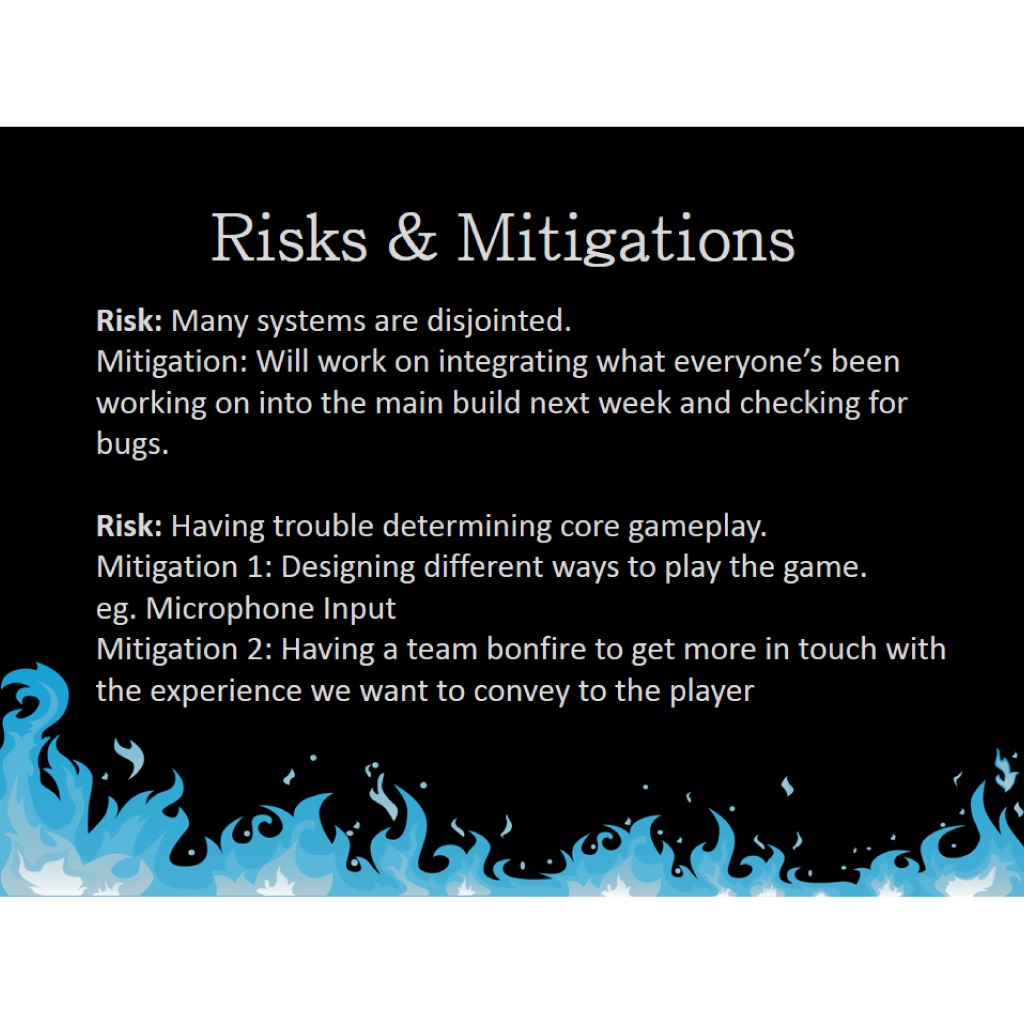 Risks & Mitigations
Risk: Many systems are disjointed.
Mitigation: Will work on integrating what everyone’s been
working on into the main build next week and checking for
bugs.
Risk: Having trouble determining core gameplay.
Mitigation 1: Designing different ways to play the game.
eg. Microphone Input
Mitigation 2: Having a team bonfire to get more in touch with
the experience we want to convey to the player